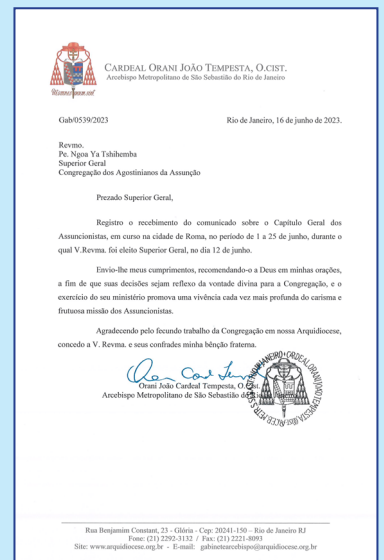 CARDEAL ORANI JOÃO TEMPESTA, O.CIST.
Arcebispo Metropolitano de São Sebastião do Rio de Janeiro
Gab/0539/2023 Rio de Janeiro, 16 de junho de 2023.
Revmo.
Pe. Ngoa Ya Tshihemba
Superior Geral
Congregação dos Agostinianos da Assunção
Prezado Superior Geral,
Registro o recebimento do comunicado sobre o Capítulo Geral dos
Assuncionistas, em curso na cidade de Roma, no período de 1 a 25 de junho, durante o
qual V.Revma. foi eleito Superior Geral, no dia 12 de junho.
Envio-lhe meus cumprimentos, recomendando-o a Deus em minhas orações,
a fim de que suas decisões sejam reflexo da vontade divina para a Congregação, e o
exercício do seu ministério promova uma vivência cada vez mais profunda do carisma e
frutuosa missão dos Assuncionistas.
Agradecendo pelo fecundo trabalho da Congregação em nossa Arquidiocese,
concedo a V. Revma. e seus confrades minha bênção fraterna.
Orani João Cardeal Tempesta, O.Cist.
Arcebispo Metropolitano de São Sebastião do Rio de Janeiro
Rua Benjamim Constant, 23 - Glória - Cep: 20241-150 – Rio de Janeiro RJ
Fone: (21) 2292-3132 / Fax: (21) 2221-8093
Site: www.arquidiocese.org.br - E-mail: gabinetearcebispo@arquidiocese.org.br